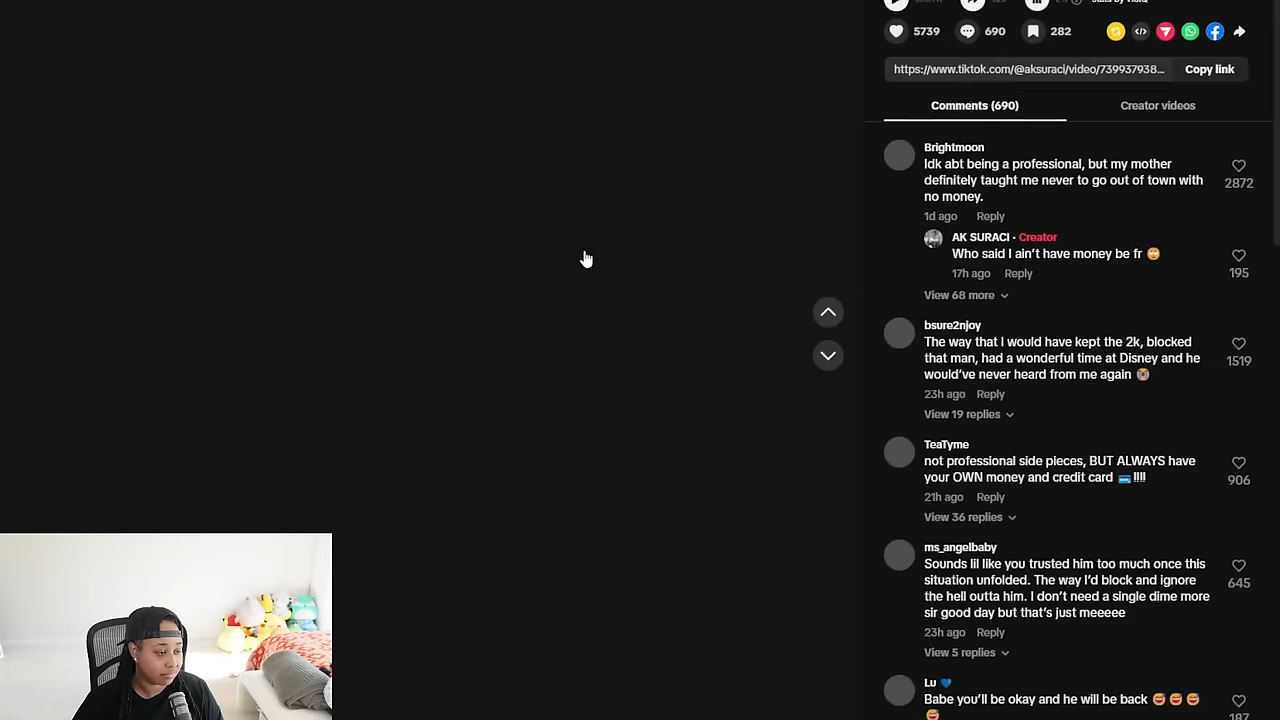 Stats by vidIQ
5739 690 282
https://www.tiktok.com/@aksuraci/video/739937938... Copy link
Comments (690) Creator videos
Brightmoon
Idk abt being a professional, but my mother
definitely taught me never to go out of town with
no money.
2872
1d ago Reply
AK SURACI · Creator
Who said I ain't have money be fr 🙄
195
17h ago Reply
View 68 more
bsure2njoy
The way that I would have kept the 2k, blocked
that man, had a wonderful time at Disney and he
would've never heard from me again 😭
1519
23h ago Reply
View 19 replies
TeaTyme
not professional side pieces, BUT ALWAYS have
your OWN money and credit card 💳!!!!
906
21h ago Reply
View 36 replies
ms_angelbaby
Sounds lil like you trusted him too much once this
situation unfolded. The way I'd block and ignore
the hell outta him. I don't need a single dime more
sir good day but that's just meeeee
645
23h ago Reply
View 5 replies
Lu 💙
Babe you'll be okay and he will be back 😅😅😅
😅
187